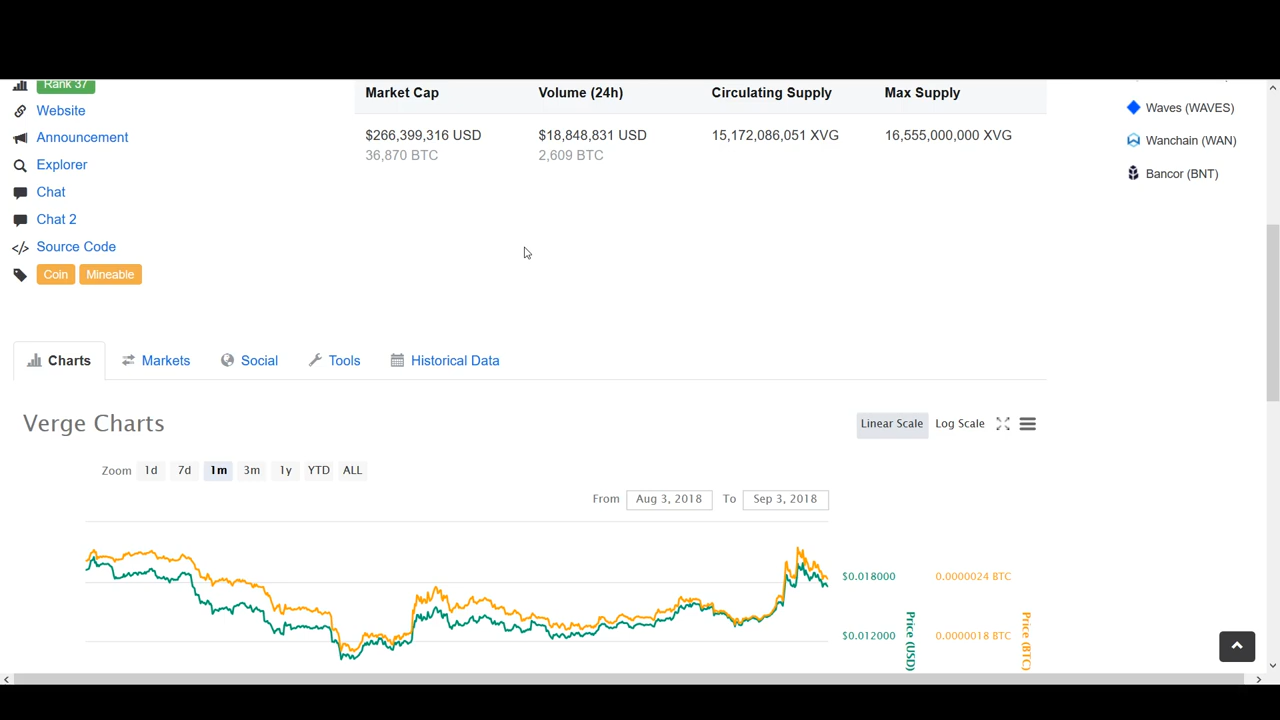 Rank 37
Website
Announcement
Explorer
Chat
Chat 2
Source Code
Coin Mineable
Market Cap Volume (24h) Circulating Supply Max Supply
$266,399,316 USD $18,848,831 USD 15,172,086,051 XVG 16,555,000,000 XVG
36,870 BTC 2,609 BTC
Waves (WAVES)
Wanchain (WAN)
Bancor (BNT)
Charts Markets Social Tools Historical Data
Verge Charts
Linear Scale Log Scale
Zoom 1d 7d 1m 3m 1y YTD ALL
From Aug 3, 2018 To Sep 3, 2018
$0.018000 0.0000024 BTC
$0.012000 0.0000018 BTC
Price (USD)
Price (BTC)